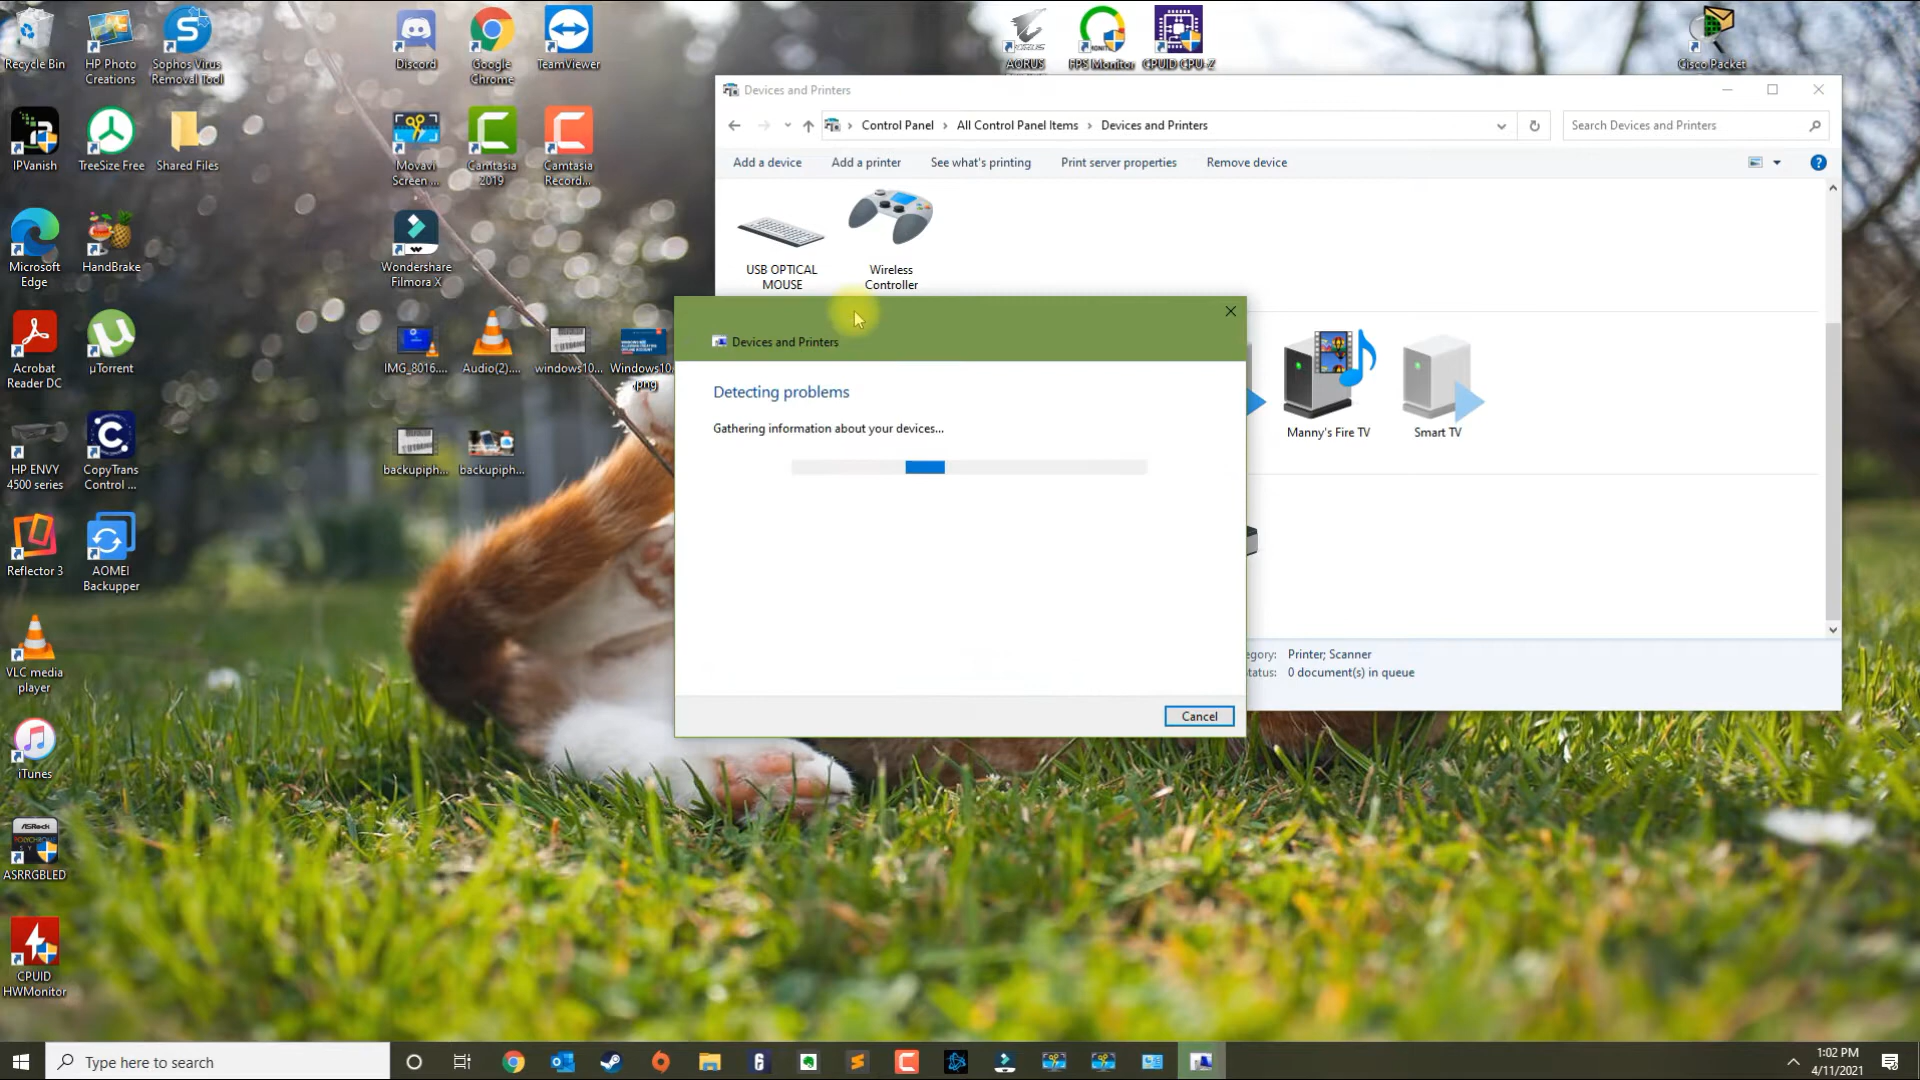 Recycle Bin
HP Photo
Creations
Sophos Virus
Removal Tool
Discord
Google
Chrome
TeamViewer
AORUS
FPS Monitor
CPUID CPU-Z
Cisco Packet
IPVanish
TreeSize Free
Shared Files
Movavi
Screen ...
Camtasia
2019
Camtasia
Record...
Microsoft
Edge
HandBrake
Wondershare
Filmora X
Acrobat
Reader DC
µTorrent
IMG_8016....
Audio(2)....
windows10...
Windows10
.png
HP ENVY
4500 series
CopyTrans
Control ...
backupiph...
backupiph...
Reflector 3
AOMEI
Backupper
VLC media
player
iTunes
ASRock
ASRRGBLED
CPUID
HWMonitor
Devices and Printers
Control Panel
All Control Panel Items
Devices and Printers
Search Devices and Printers
Add a device
Add a printer
See what's printing
Print server properties
Remove device
USB OPTICAL
MOUSE
Wireless
Controller
Manny's Fire TV
Smart TV
egory: Printer; Scanner
tatus: 0 document(s) in queue
Devices and Printers
Detecting problems
Gathering information about your devices...
Cancel
Type here to search
1:02 PM
4/11/2021